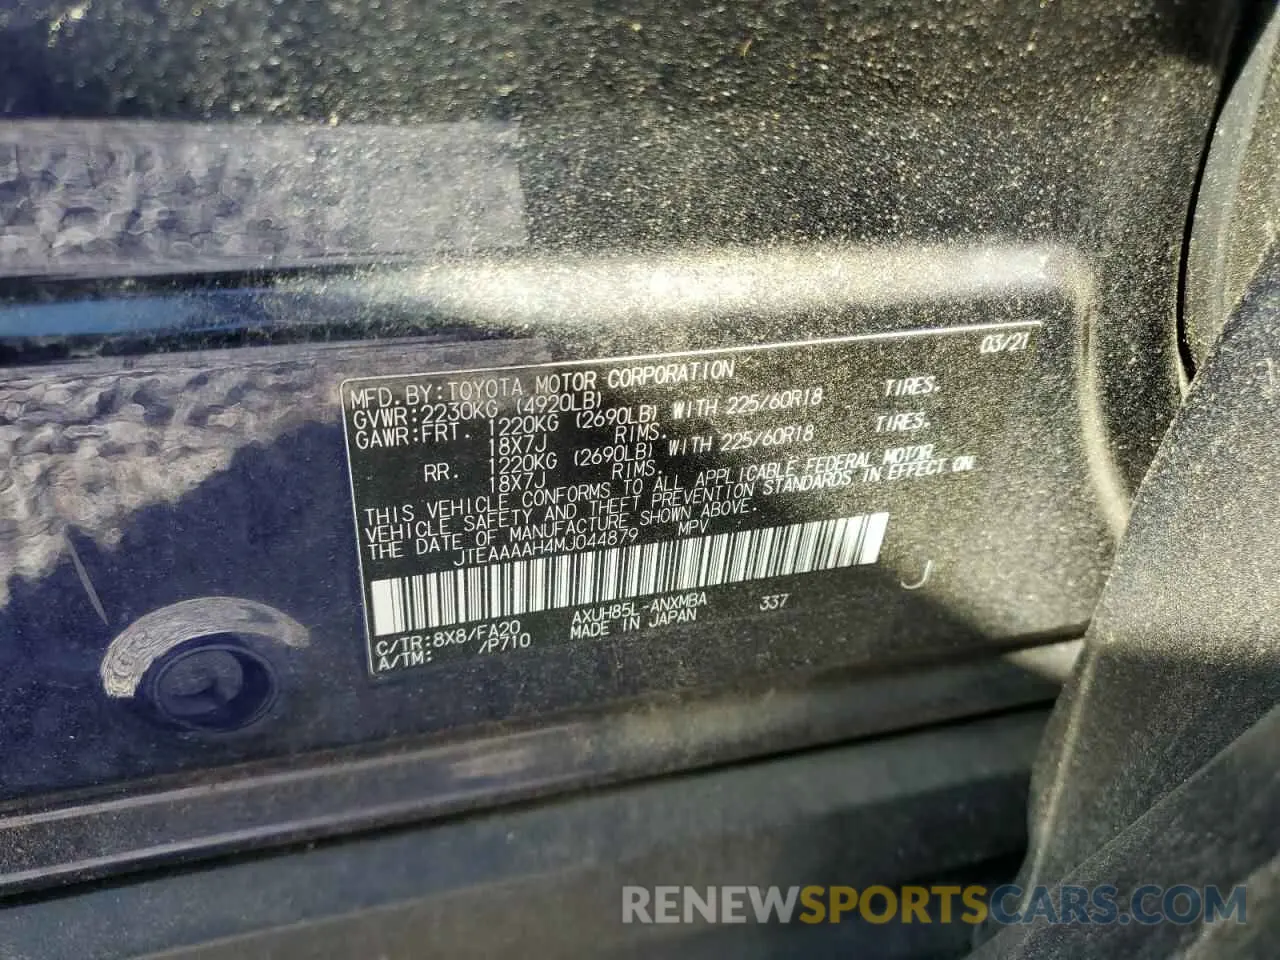 03/21
MFD.BY:TOYOTA MOTOR CORPORATION
GVWR:2230KG (4920LB)
GAWR:FRT. 1220KG (2690LB) WITH 225/60R18 TIRES.
18X7J RIMS.
RR. 1220KG (2690LB) WITH 225/60R18 TIRES.
18X7J RIMS.
THIS VEHICLE CONFORMS TO ALL APPLICABLE FEDERAL MOTOR
VEHICLE SAFETY AND THEFT PREVENTION STANDARDS IN EFFECT ON
THE DATE OF MANUFACTURE SHOWN ABOVE.
JTEAAAAH4MJ044879 MPV
C/TR:8X8/FA20 AXUH85L-ANXMBA 337
A/TM: /P710 MADE IN JAPAN
J
RENEWSPORTSCARS.COM